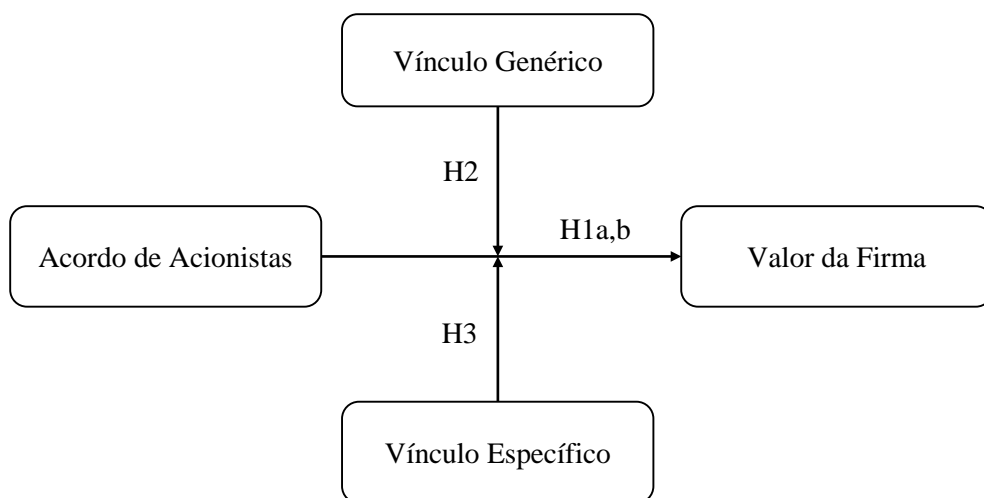 Vínculo Genérico
H2
H1a,b
Acordo de Acionistas
Valor da Firma
H3
Vínculo Específico